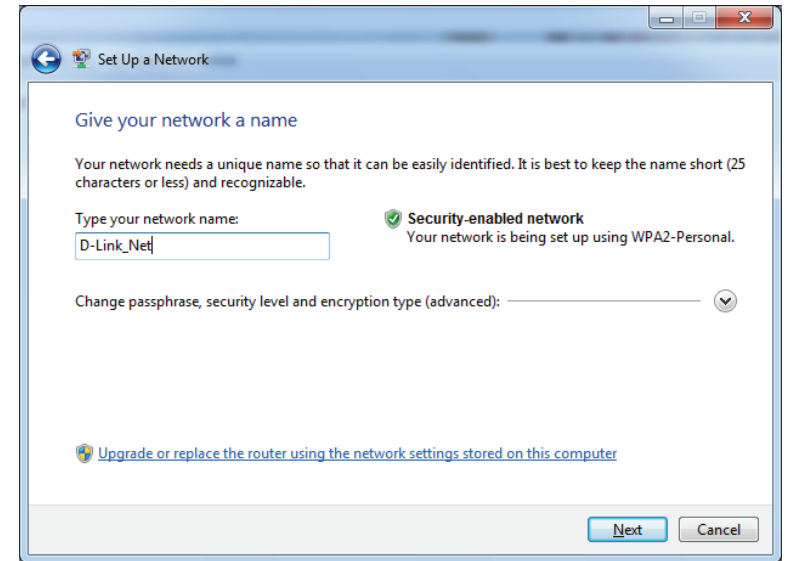 Set Up a Network
Give your network a name
Your network needs a unique name so that it can be easily identified. It is best to keep the name short (25
characters or less) and recognizable.
Type your network name:
Security-enabled network
D-Link_Net
Your network is being set up using WPA2-Personal.
Change passphrase, security level and encryption type (advanced):
Upgrade or replace the router using the network settings stored on this computer
Next
Cancel